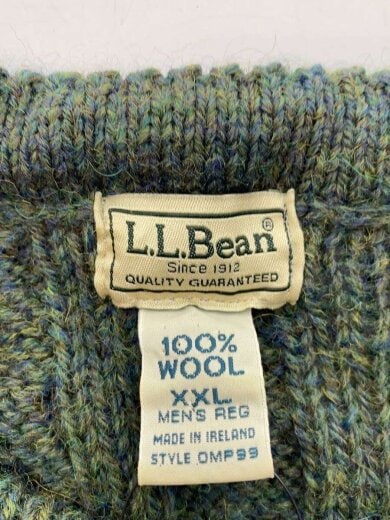 L.L.Bean®
Since 1912
QUALITY GUARANTEED
100%
WOOL
XXL
MEN'S REG
MADE IN IRELAND
STYLE OMP99